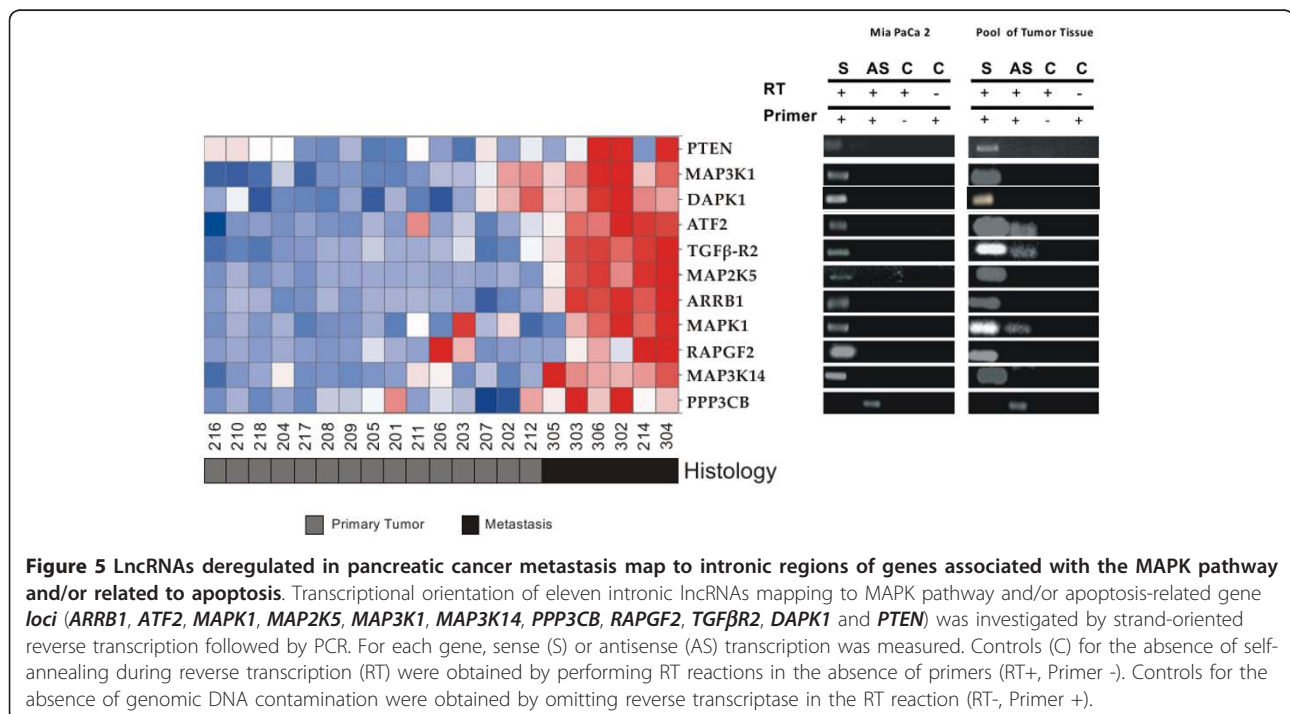 Mia PaCa 2 Pool of Tumor Tissue
S AS C C S AS C C
RT + + + - + + + -
Primer + + - + + + - +
PTEN
MAP3K1
DAPK1
ATF2
TGFβ-R2
MAP2K5
ARRB1
MAPK1
RAPGF2
MAP3K14
PPP3CB
216 210 218 204 217 208 209 205 201 211 206 203 207 202 212 305 303 306 302 214 304
Histology
Primary Tumor Metastasis
Figure 5 LncRNAs deregulated in pancreatic cancer metastasis map to intronic regions of genes associated with the MAPK pathway
and/or related to apoptosis. Transcriptional orientation of eleven intronic lncRNAs mapping to MAPK pathway and/or apoptosis-related gene
loci (ARRB1, ATF2, MAPK1, MAP2K5, MAP3K1, MAP3K14, PPP3CB, RAPGF2, TGFβR2, DAPK1 and PTEN) was investigated by strand-oriented
reverse transcription followed by PCR. For each gene, sense (S) or antisense (AS) transcription was measured. Controls (C) for the absence of self-
annealing during reverse transcription (RT) were obtained by performing RT reactions in the absence of primers (RT+, Primer -). Controls for the
absence of genomic DNA contamination were obtained by omitting reverse transcriptase in the RT reaction (RT-, Primer +).